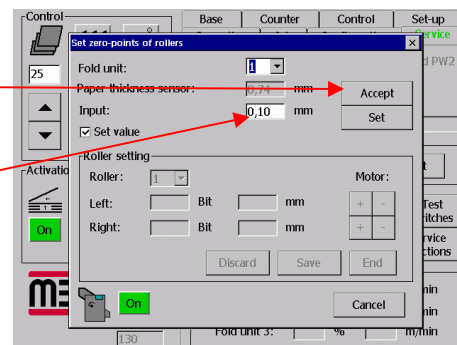 Control
Base Counter Control Set-up
Service
Set zero-points of rollers
25
Fold unit: 1
Paper thickness sensor: 0,74 mm
Accept
Input: 0,10 mm
Set
Set value
Roller setting
Roller: 1 Motor:
Left: Bit mm + -
Right: Bit mm + -
Discard Save End
On Cancel
On
Test
min
min
130
Fold unit 3: % m/min